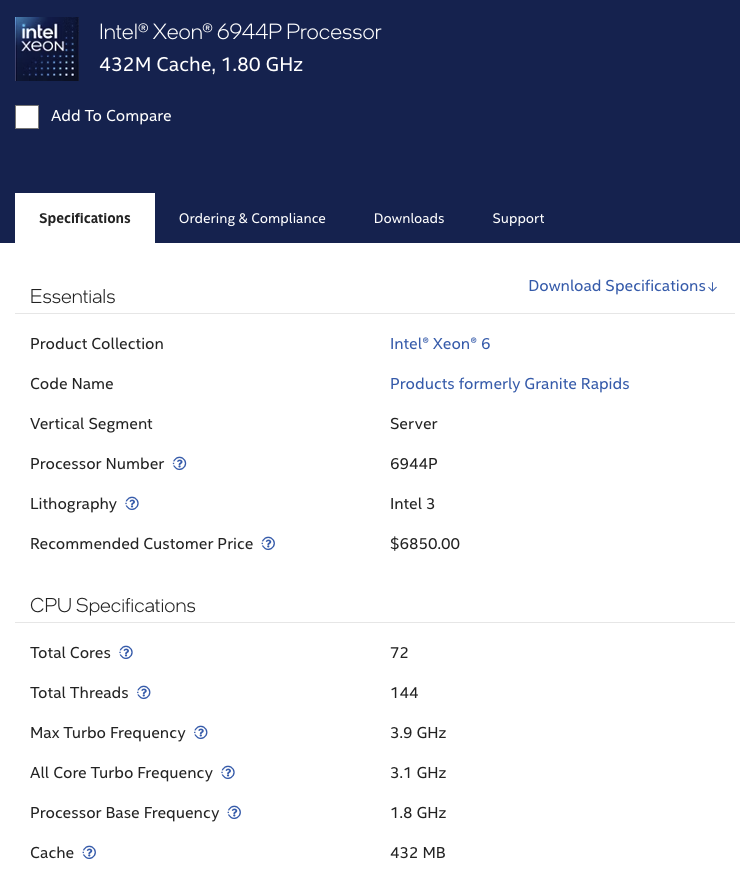 intel
XEON
Intel® Xeon® 6944P Processor
432M Cache, 1.80 GHz
Add To Compare
Specifications
Ordering & Compliance
Downloads
Support
Essentials
Download Specifications↓
Product Collection Intel® Xeon® 6
Code Name Products formerly Granite Rapids
Vertical Segment Server
Processor Number ? 6944P
Lithography ? Intel 3
Recommended Customer Price ? $6850.00
CPU Specifications
Total Cores ? 72
Total Threads ? 144
Max Turbo Frequency ? 3.9 GHz
All Core Turbo Frequency ? 3.1 GHz
Processor Base Frequency ? 1.8 GHz
Cache ? 432 MB